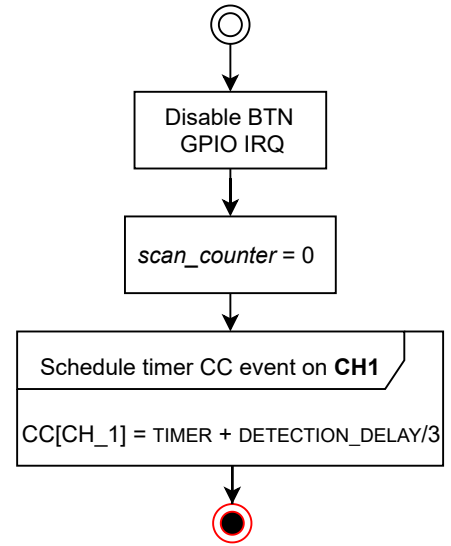 Disable BTN
GPIO IRQ
scan_counter = 0
Schedule timer CC event on CH1
CC[CH_1] = TIMER + DETECTION_DELAY/3